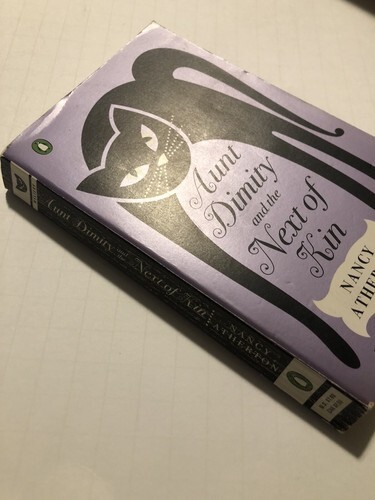 Aunt
Dimity
and the
Next of
Kin
NANCY
ATHER
Aunt Dimity and the Next of Kin
NANCY
ATHERTON